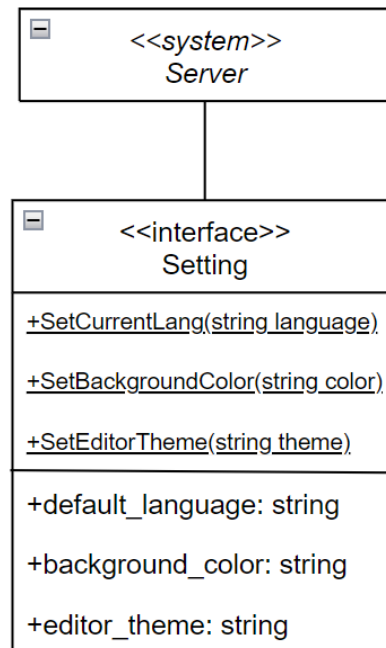 <<system>>
Server
<<interface>>
Setting
+SetCurrentLang(string language)
+SetBackgroundColor(string color)
+SetEditorTheme(string theme)
+default_language: string
+background_color: string
+editor_theme: string